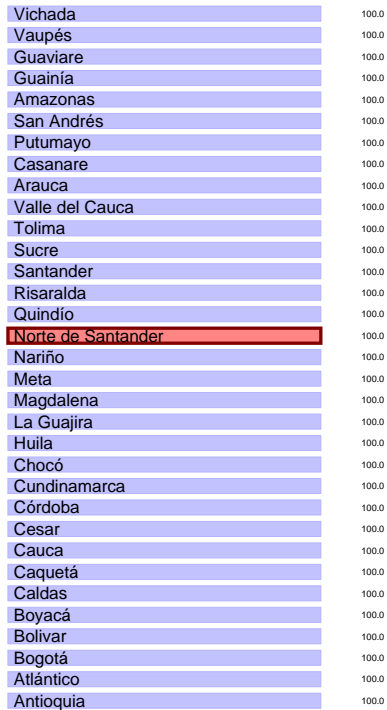 Vichada 100.0
Vaupés 100.0
Guaviare 100.0
Guainía 100.0
Amazonas 100.0
San Andrés 100.0
Putumayo 100.0
Casanare 100.0
Arauca 100.0
Valle del Cauca 100.0
Tolima 100.0
Sucre 100.0
Santander 100.0
Risaralda 100.0
Quindío 100.0
Norte de Santander 100.0
Nariño 100.0
Meta 100.0
Magdalena 100.0
La Guajira 100.0
Huila 100.0
Chocó 100.0
Cundinamarca 100.0
Córdoba 100.0
Cesar 100.0
Cauca 100.0
Caquetá 100.0
Caldas 100.0
Boyacá 100.0
Bolivar 100.0
Bogotá 100.0
Atlántico 100.0
Antioquia 100.0